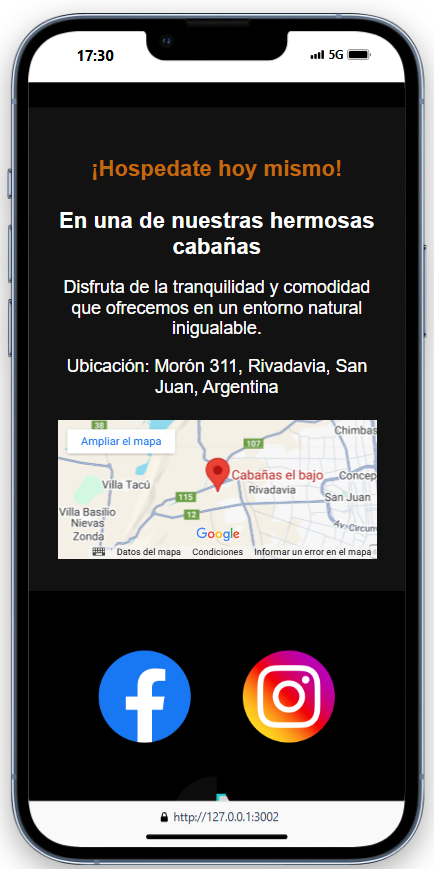 17:30
5G
¡Hospedate hoy mismo!
En una de nuestras hermosas
cabañas
Disfruta de la tranquilidad y comodidad
que ofrecemos en un entorno natural
inigualable.
Ubicación: Morón 311, Rivadavia, San
Juan, Argentina
38
Chimbas
Ampliar el mapa
107
Cabañas el bajo
Concep
Villa Tacú
Rivadavia
115
San Juan
Villa Basilio
Nievas
12
Zonda
Av. Circun
Google
Datos del mapa
Condiciones
Informar un error en el mapa
http://127.0.0.1:3002